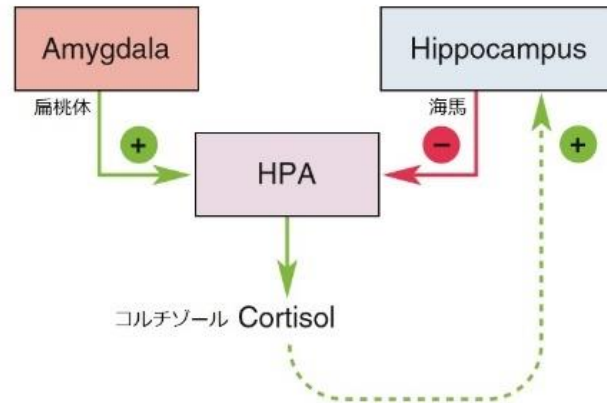 Amygdala
Hippocampus
扁桃体
海馬
+
−
+
HPA
コルチゾール Cortisol